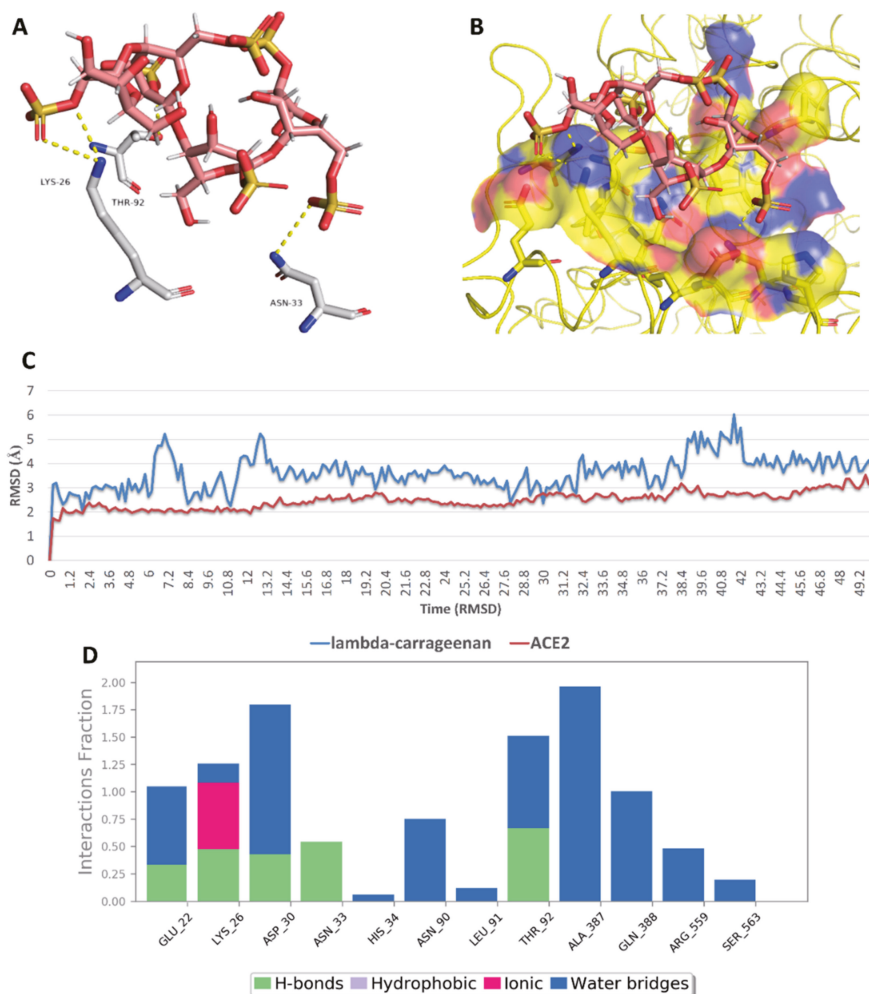 A
B
LYS-26
THR-92
ASN-33
C
RMSD (Å)
7
6
5
4
3
2
1
0
0 1.2 2.4 3.6 4.8 6 7.2 8.4 9.6 10.8 12 13.2 14.4 15.6 16.8 18 19.2 20.4 21.6 22.8 24 25.2 26.4 27.6 28.8 30 31.2 32.4 33.6 34.8 36 37.2 38.4 39.6 40.8 42 43.2 44.4 45.6 46.8 48 49.2
Time (RMSD)
lambda-carrageenan ACE2
D
Interactions Fraction
2.00
1.75
1.50
1.25
1.00
0.75
0.50
0.25
0.00
GLU_22 LYS_26 ASP_30 ASN_33 HIS_34 ASN_90 LEU_91 THR_92 ALA_387 GLN_388 ARG_559 SER_563
H-bonds Hydrophobic Ionic Water bridges